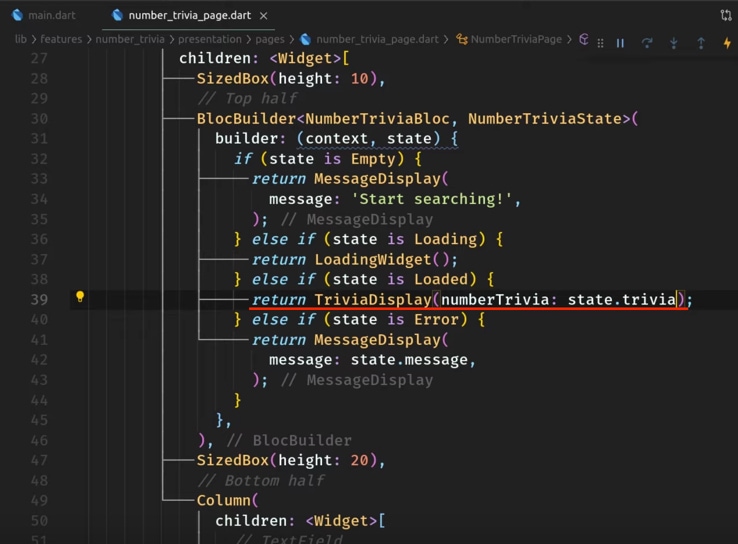 main.dart
number_trivia_page.dart
lib > features > number_trivia > presentation > pages > number_trivia_page.dart > NumberTriviaPage >
27 children: <Widget>[
28 SizedBox(height: 10),
29 // Top half
30 BlocBuilder<NumberTriviaBloc, NumberTriviaState>(
31 builder: (context, state) {
32 if (state is Empty) {
33 return MessageDisplay(
34 message: 'Start searching!',
35 ); // MessageDisplay
36 } else if (state is Loading) {
37 return LoadingWidget();
38 } else if (state is Loaded) {
39 return TriviaDisplay(numberTrivia: state.trivia);
40 } else if (state is Error) {
41 return MessageDisplay(
42 message: state.message,
43 ); // MessageDisplay
44 }
45 },
46 ), // BlocBuilder
47 SizedBox(height: 20),
48 // Bottom half
49 Column(
50 children: <Widget>[
51 // TextField